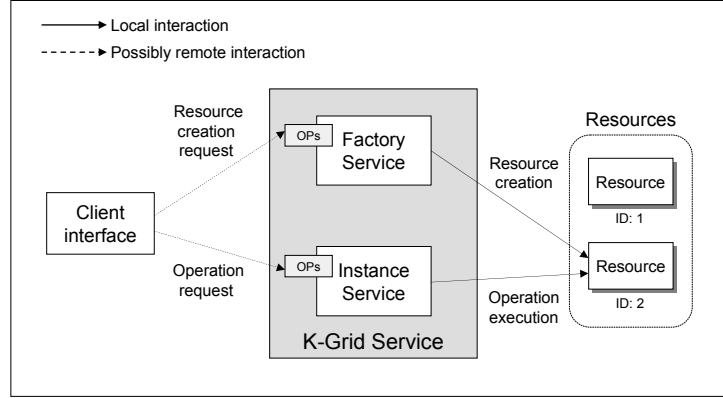 Local interaction
Possibly remote interaction
Resource
creation
request
OPs
Factory
Service
Resources
Resource
creation
Resource
ID: 1
Client
interface
Operation
request
OPs
Instance
Service
Resource
ID: 2
Operation
execution
K-Grid Service